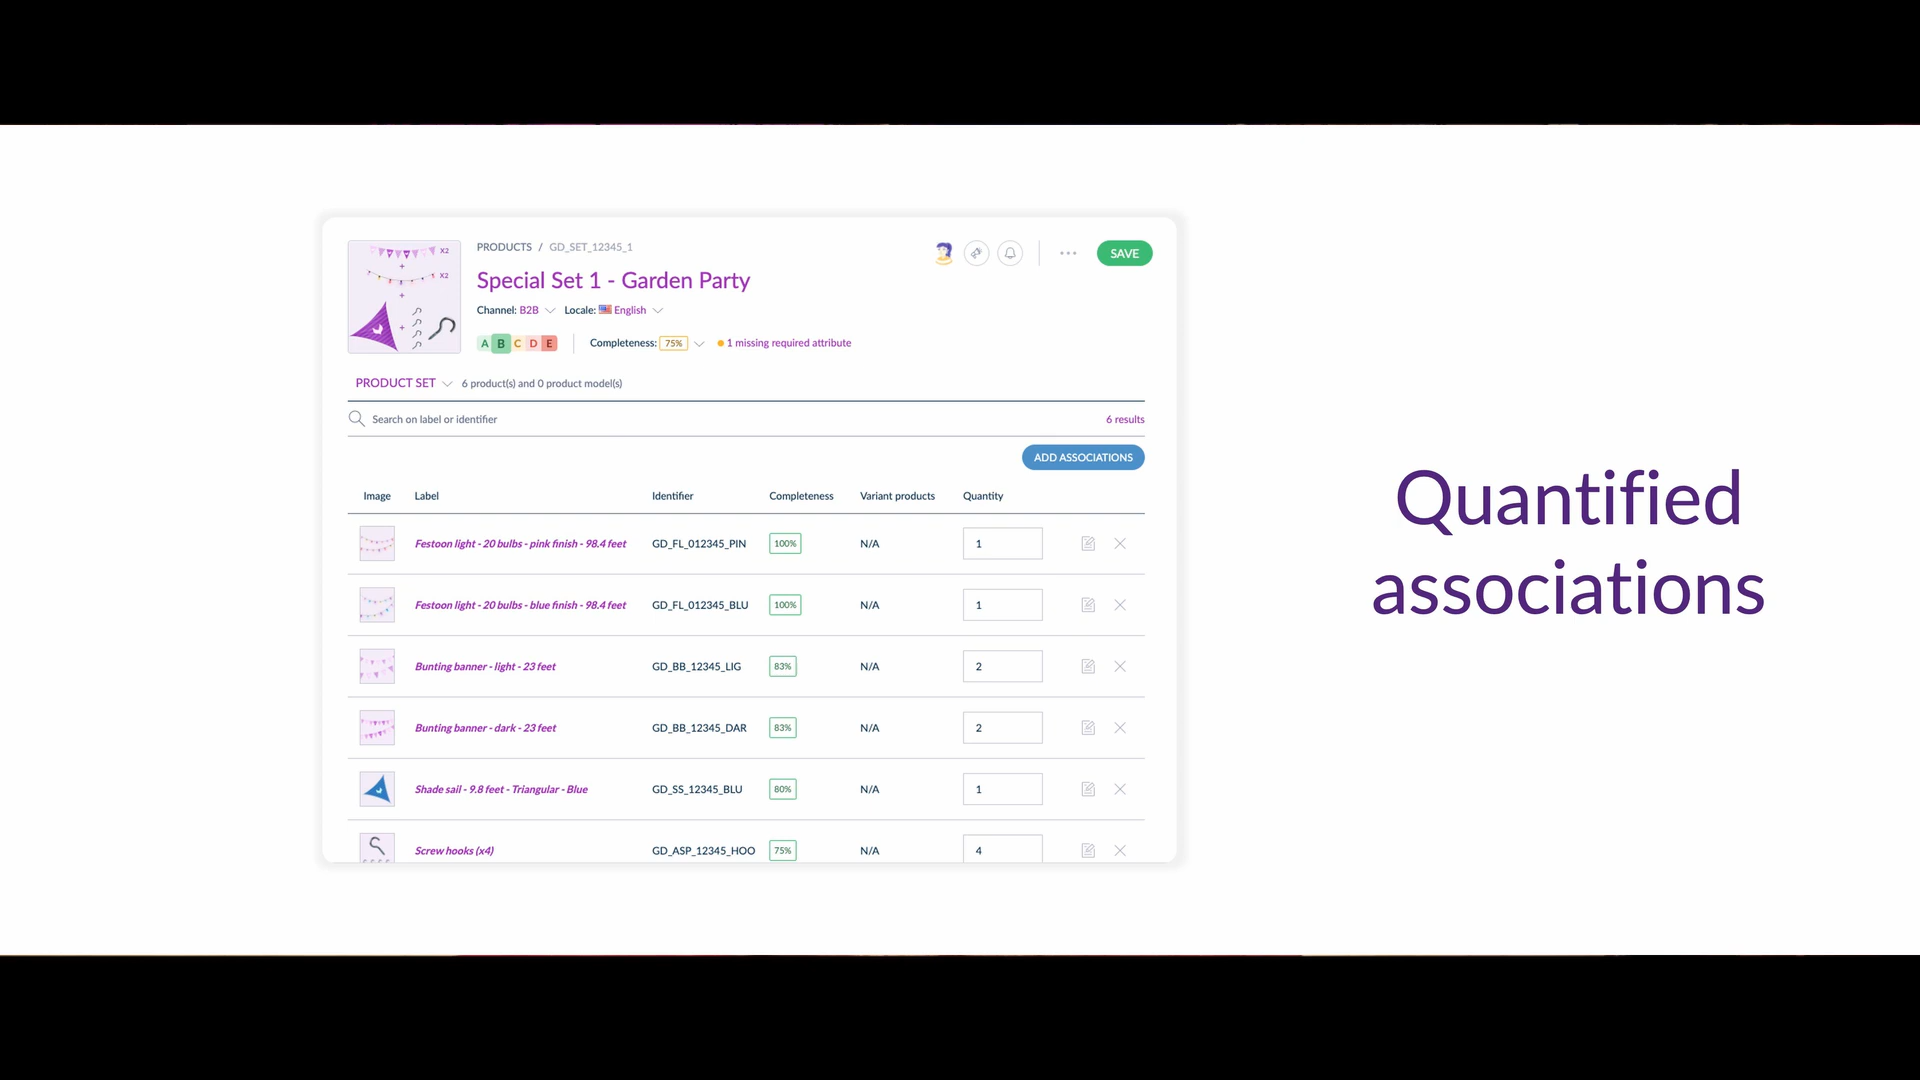 X2
X2
PRODUCTS / GD_SET_12345_1
SAVE
Special Set 1 - Garden Party
Channel: B2B Locale: English
A B C D E Completeness: 75% 1 missing required attribute
PRODUCT SET 6 product(s) and 0 product model(s)
Search on label or identifier 6 results
ADD ASSOCIATIONS
Image Label Identifier Completeness Variant products Quantity
Festoon light - 20 bulbs - pink finish - 98.4 feet GD_FL_012345_PIN 100% N/A 1
Festoon light - 20 bulbs - blue finish - 98.4 feet GD_FL_012345_BLU 100% N/A 1
Bunting banner - light - 23 feet GD_BB_12345_LIG 83% N/A 2
Bunting banner - dark - 23 feet GD_BB_12345_DAR 83% N/A 2
Shade sail - 9.8 feet - Triangular - Blue GD_SS_12345_BLU 80% N/A 1
Screw hooks (x4) GD_ASP_12345_HOO 75% N/A 4
Quantified
associations